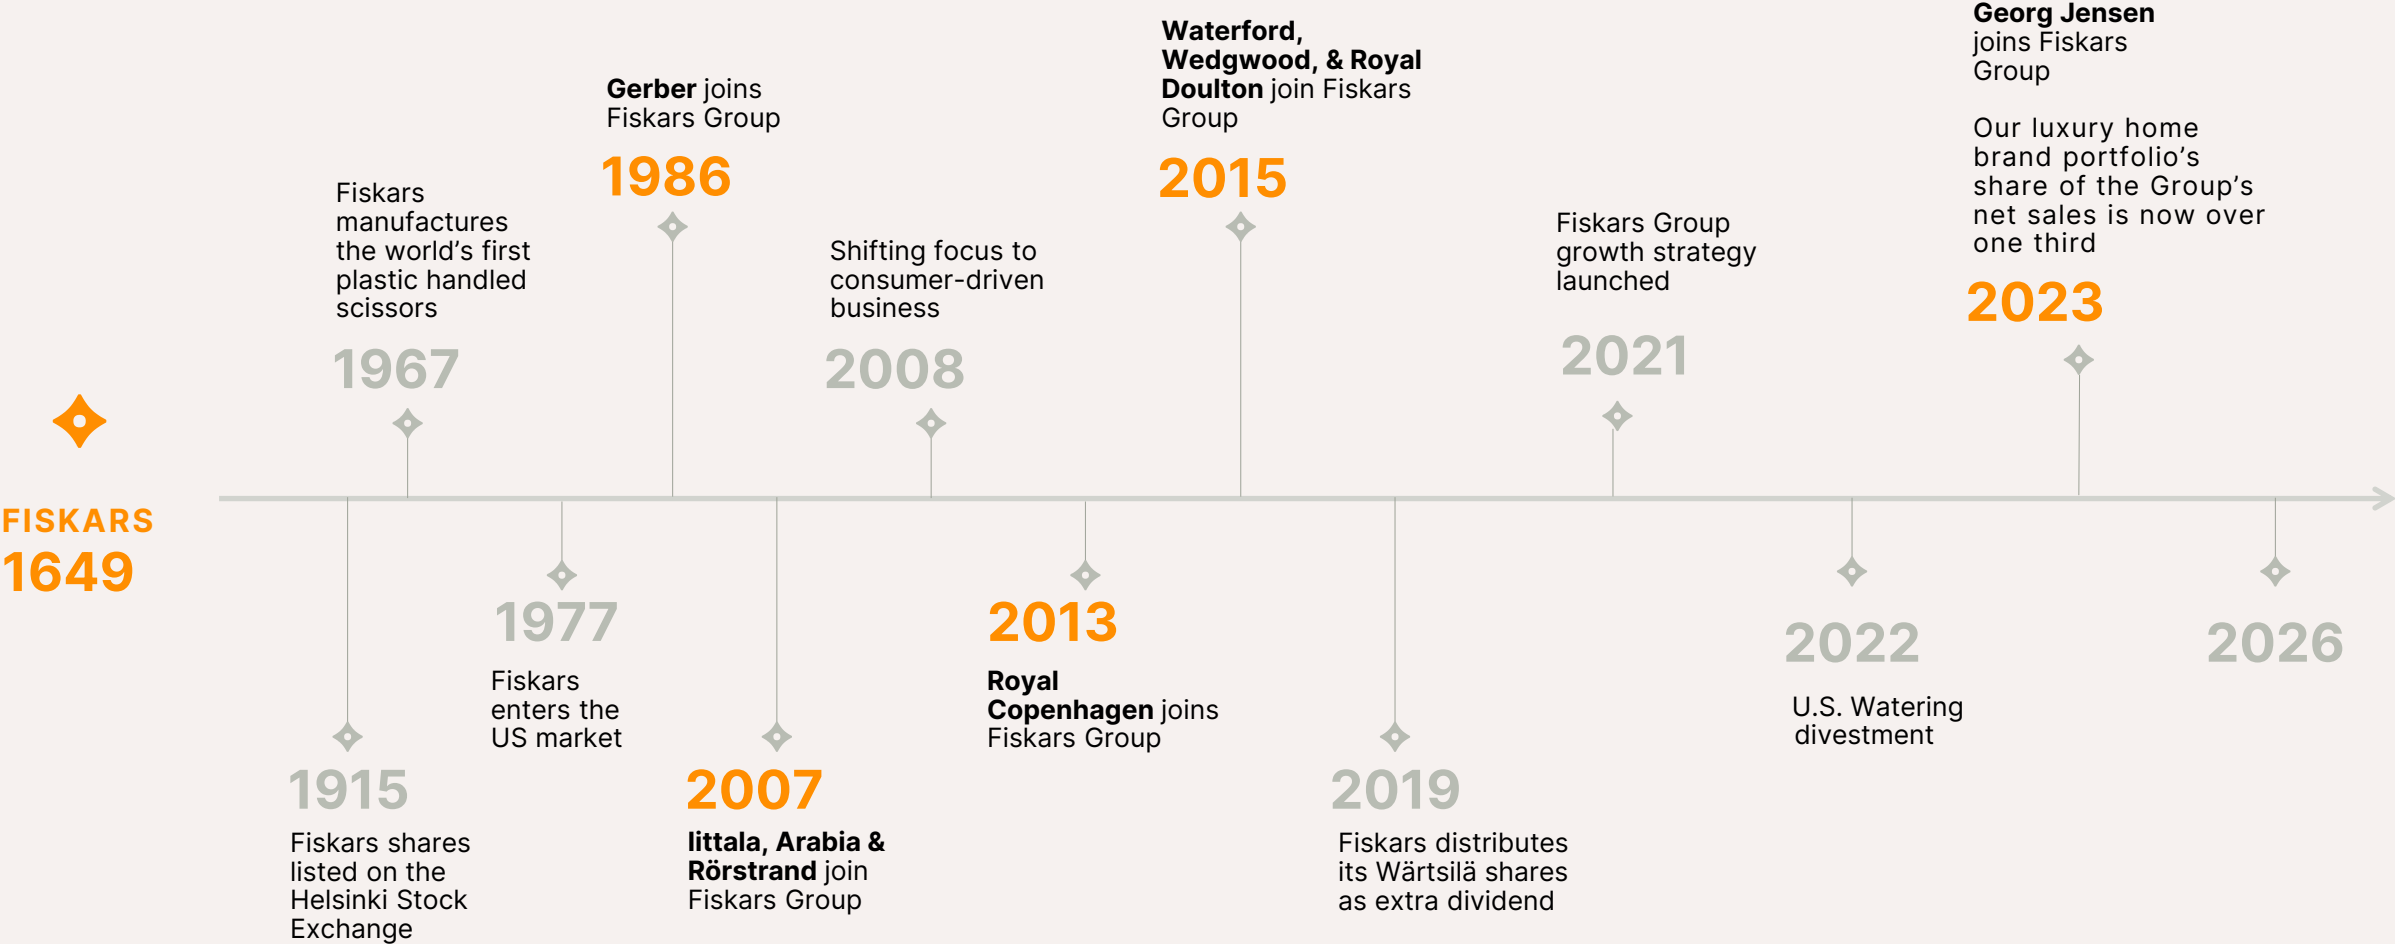 FISKARS
1649
1915
Fiskars shares
listed on the
Helsinki Stock
Exchange
Fiskars
manufactures
the world’s first
plastic handled
scissors
1967
1977
Fiskars
enters the
US market
Gerber joins
Fiskars Group
1986
2007
Iittala, Arabia &
Rörstrand join
Fiskars Group
Shifting focus to
consumer-driven
business
2008
2013
Royal
Copenhagen joins
Fiskars Group
Waterford,
Wedgwood, & Royal
Doulton join Fiskars
Group
2015
2019
Fiskars distributes
its Wärtsilä shares
as extra dividend
Fiskars Group
growth strategy
launched
2021
2022
U.S. Watering
divestment
Georg Jensen
joins Fiskars
Group
Our luxury home
brand portfolio’s
share of the Group’s
net sales is now over
one third
2023
2026